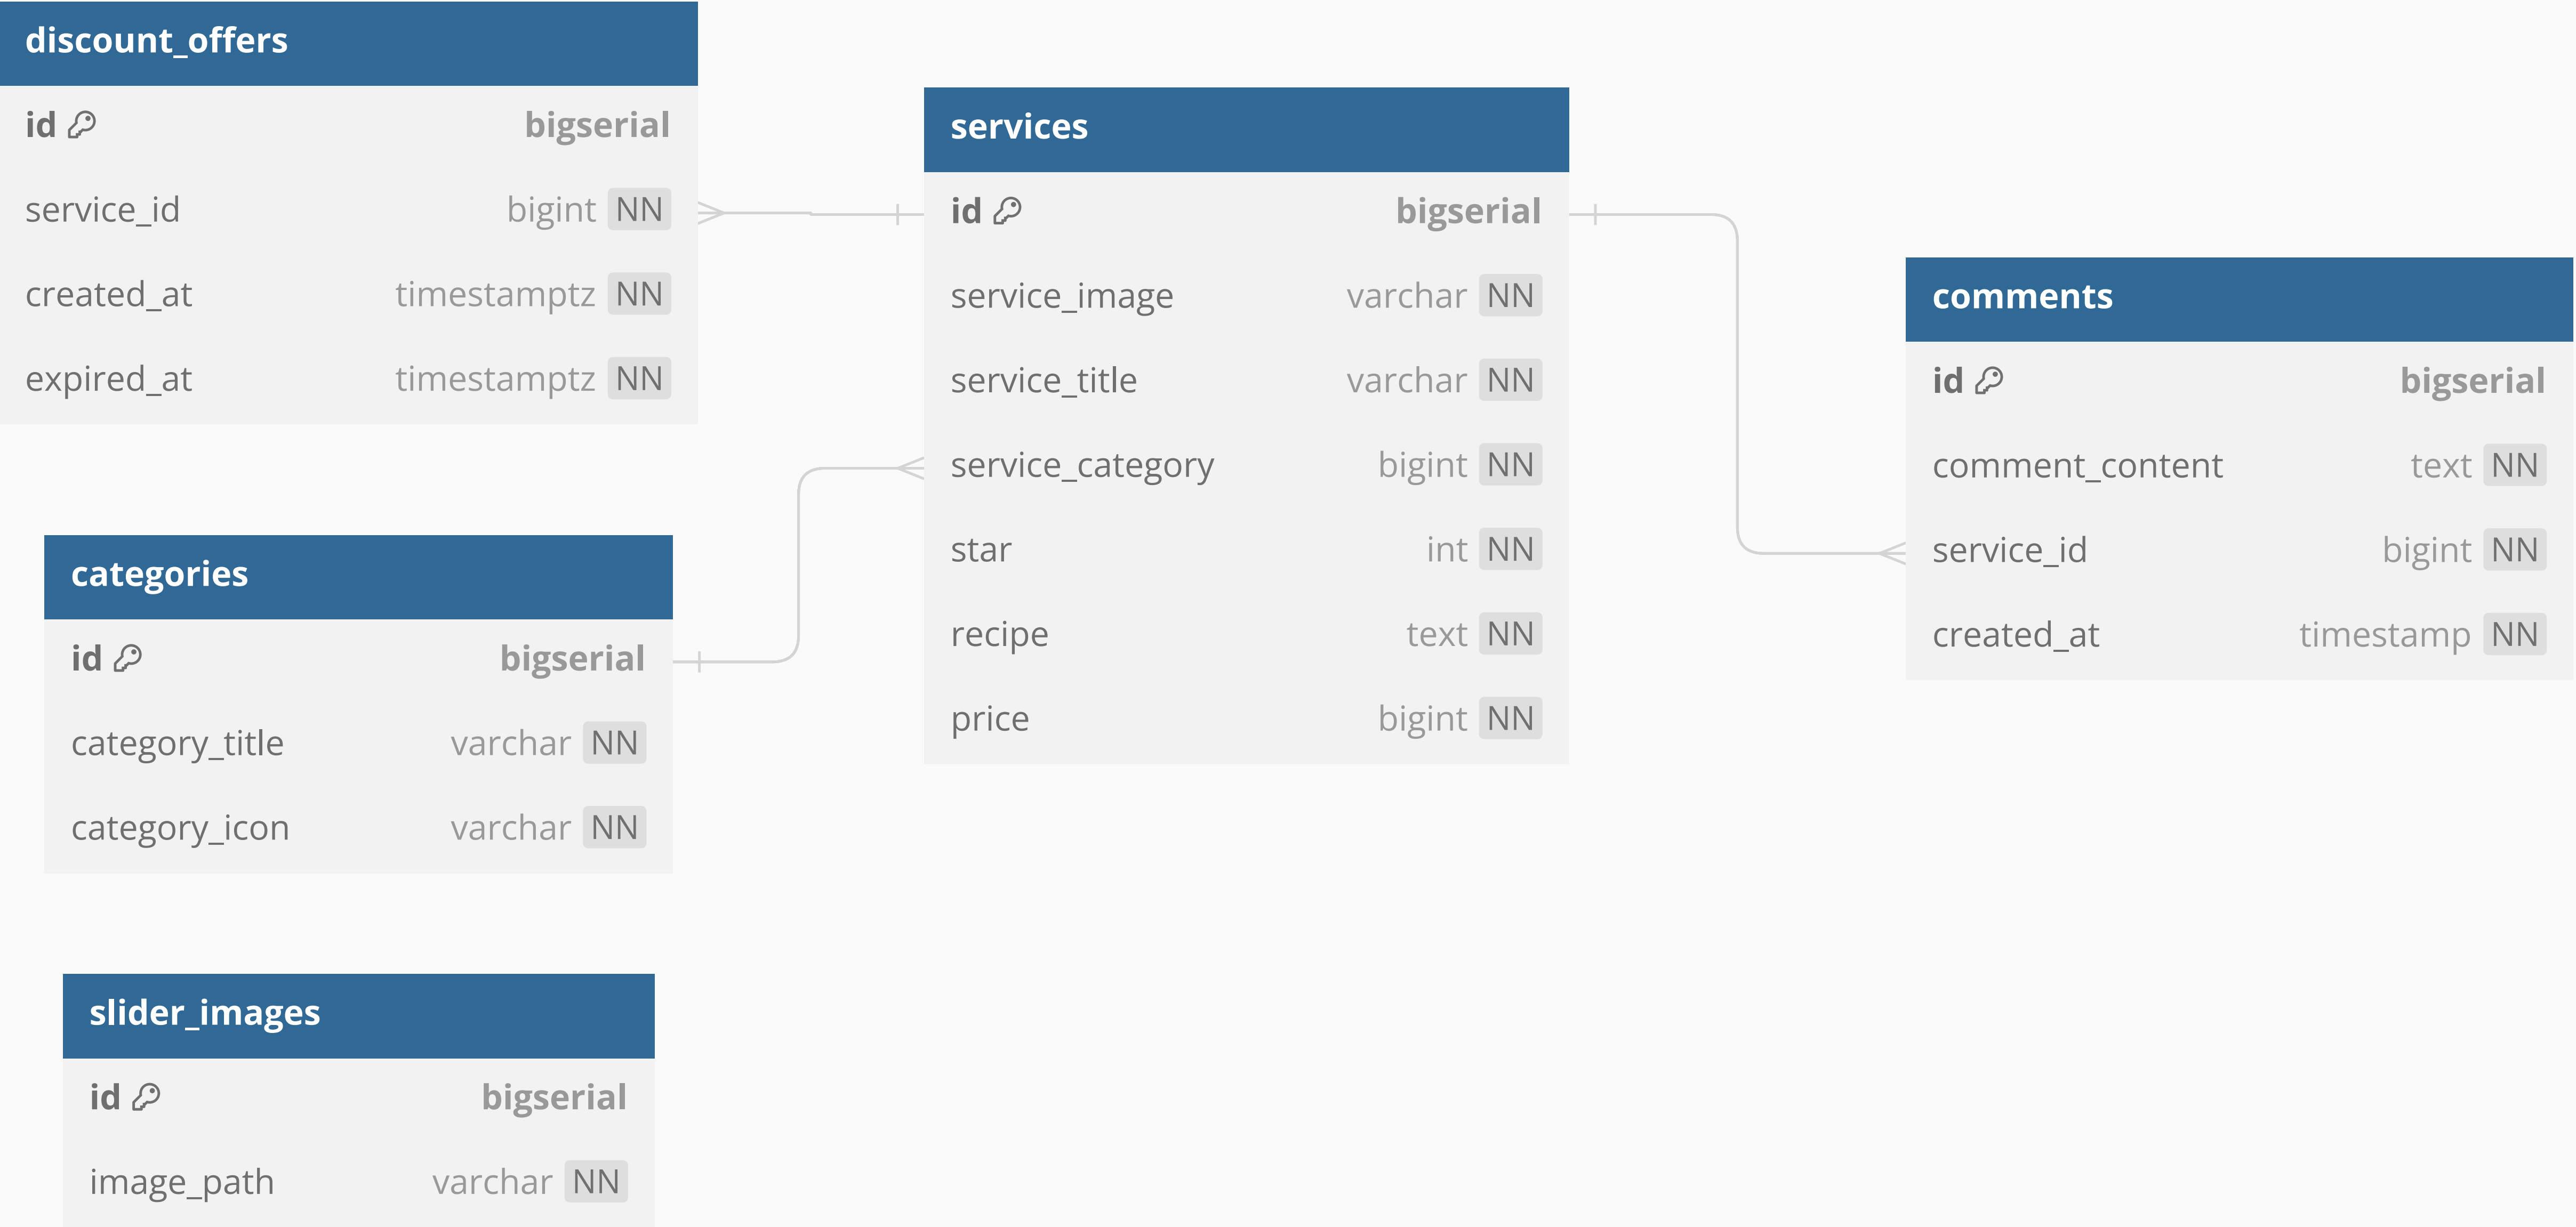 discount_offers
id bigserial
service_id bigint NN
created_at timestamptz NN
expired_at timestamptz NN
services
id bigserial
service_image varchar NN
service_title varchar NN
service_category bigint NN
star int NN
recipe text NN
price bigint NN
comments
id bigserial
comment_content text NN
service_id bigint NN
created_at timestamp NN
categories
id bigserial
category_title varchar NN
category_icon varchar NN
slider_images
id bigserial
image_path varchar NN